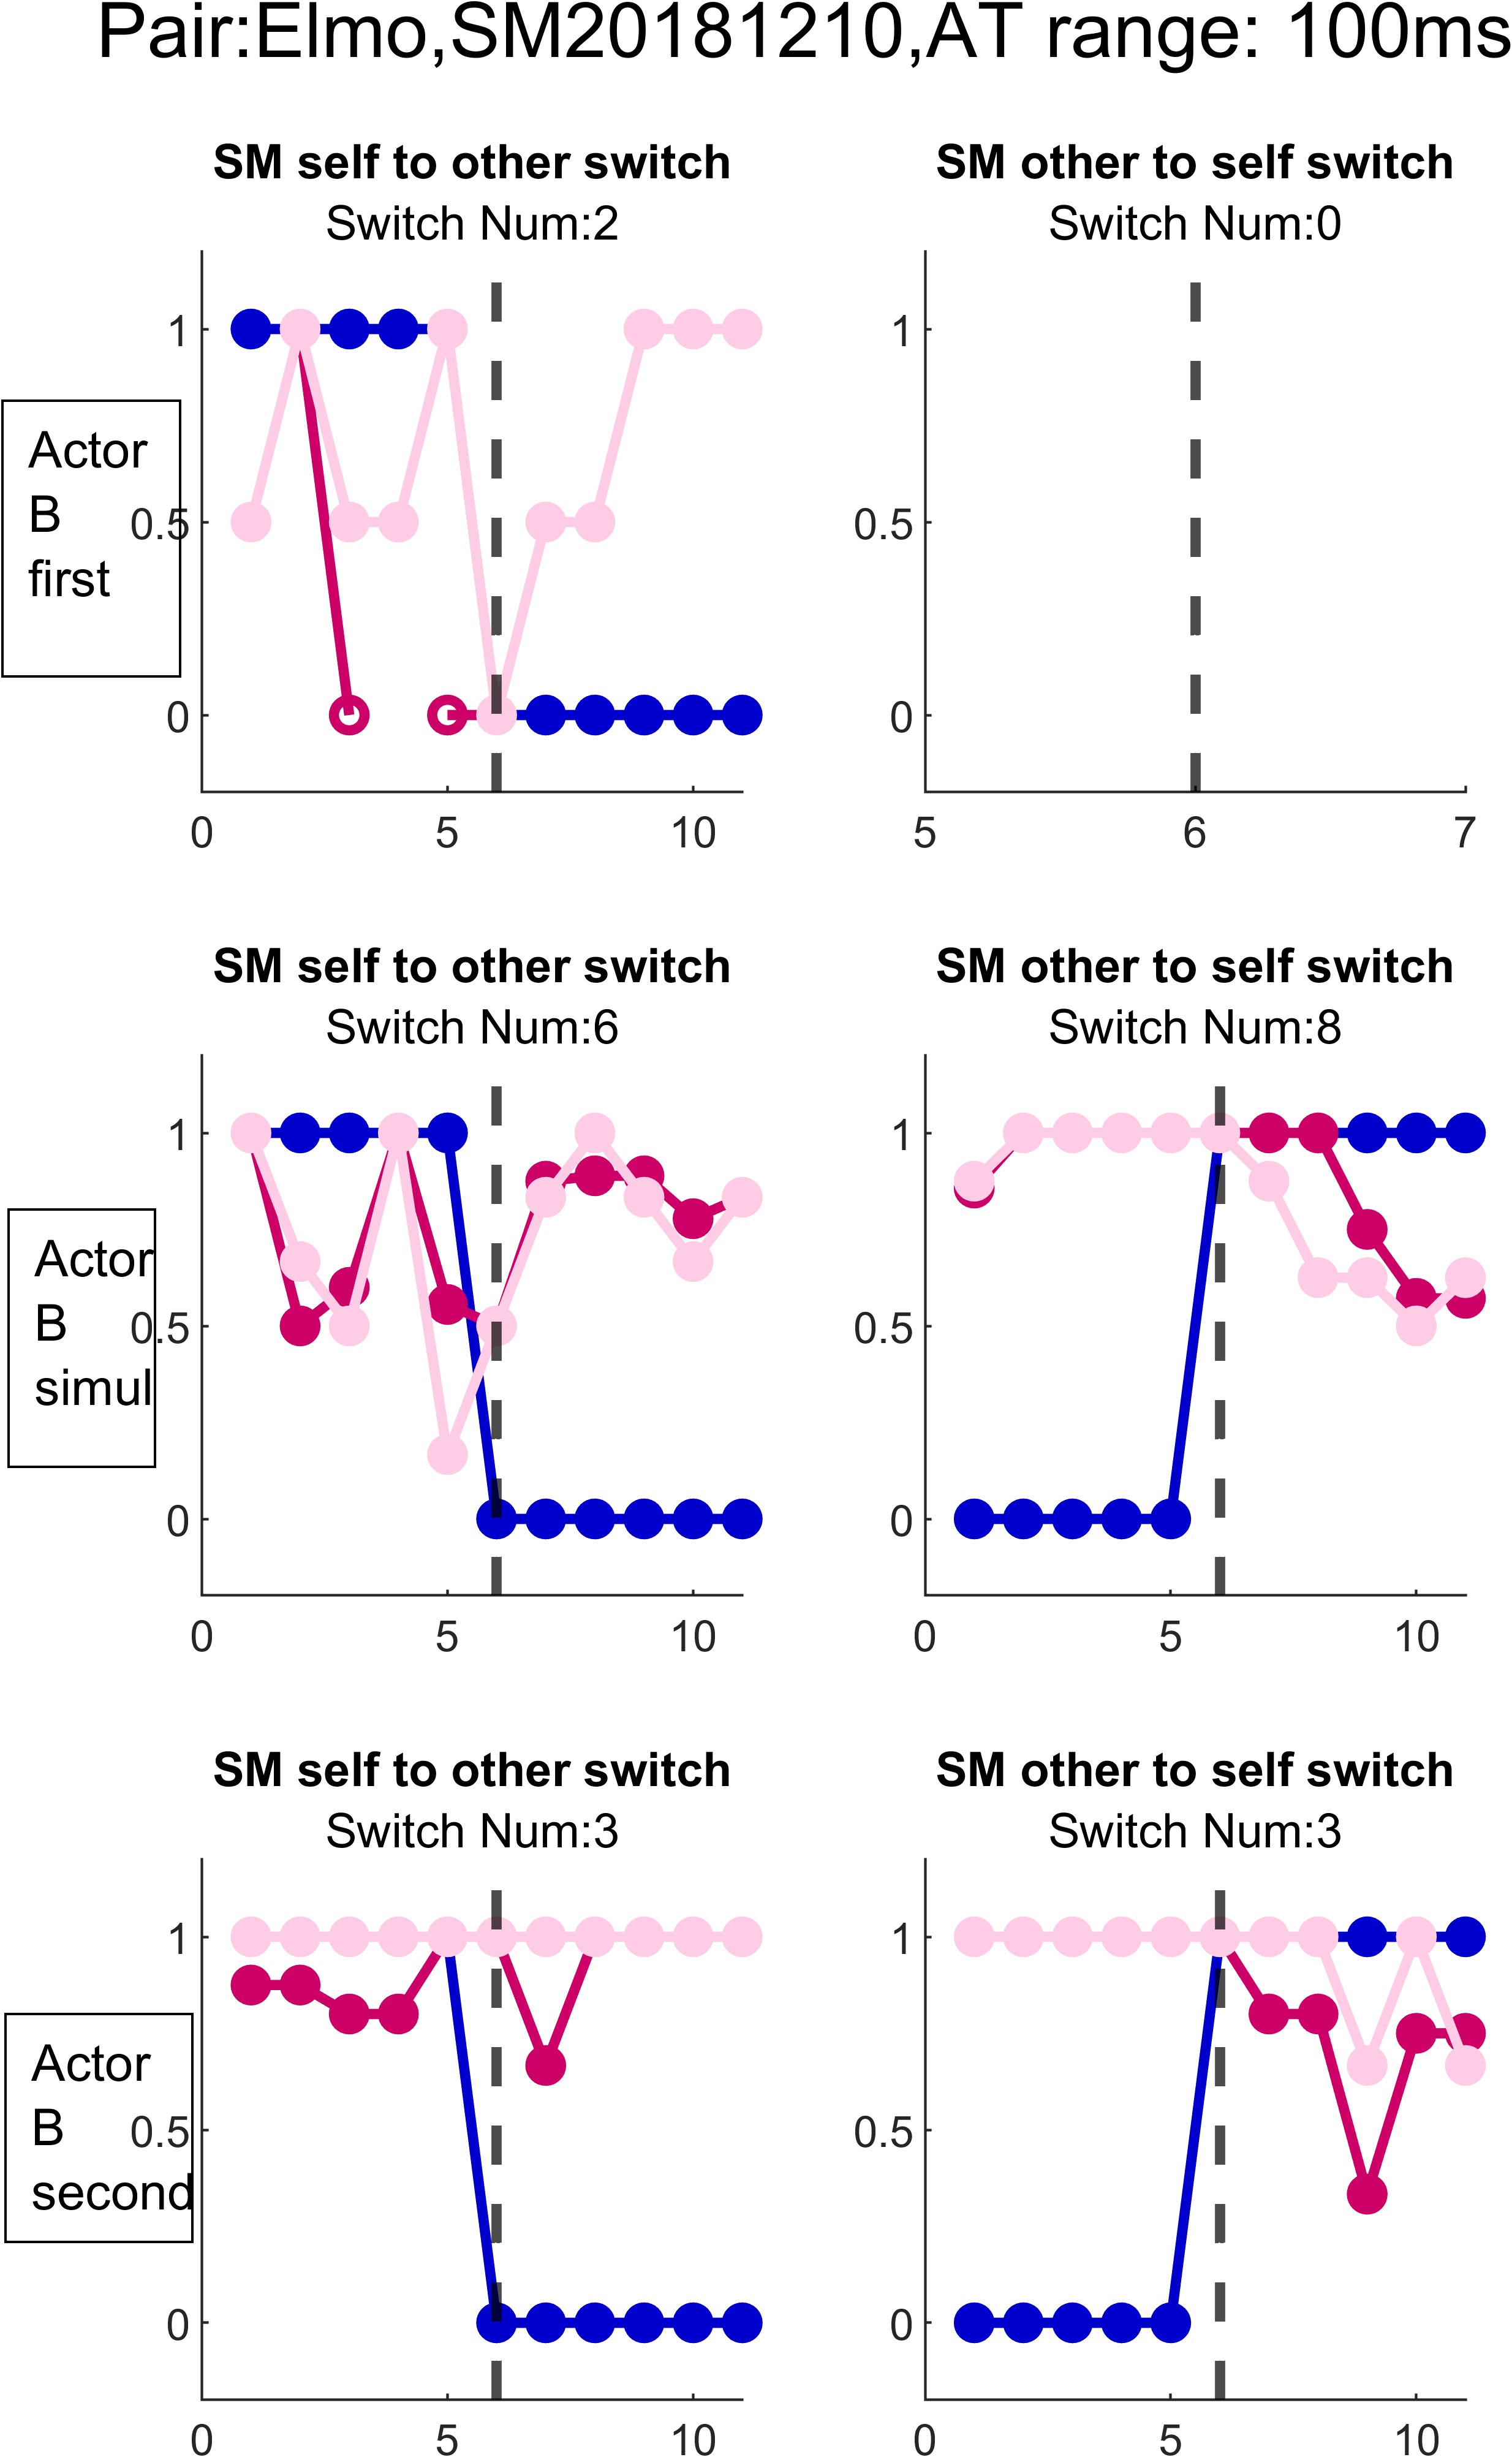 Pair:Elmo,SM20181210,AT range: 100ms
SM self to other switch
Switch Num:2
SM other to self switch
Switch Num:0
Actor
B
first
1
0.5
0
0 5 10
1
0.5
0
5 6 7
SM self to other switch
Switch Num:6
SM other to self switch
Switch Num:8
Actor
B
simul
1
0.5
0
0 5 10
1
0.5
0
0 5 10
SM self to other switch
Switch Num:3
SM other to self switch
Switch Num:3
Actor
B
second
1
0.5
0
0 5 10
1
0.5
0
0 5 10